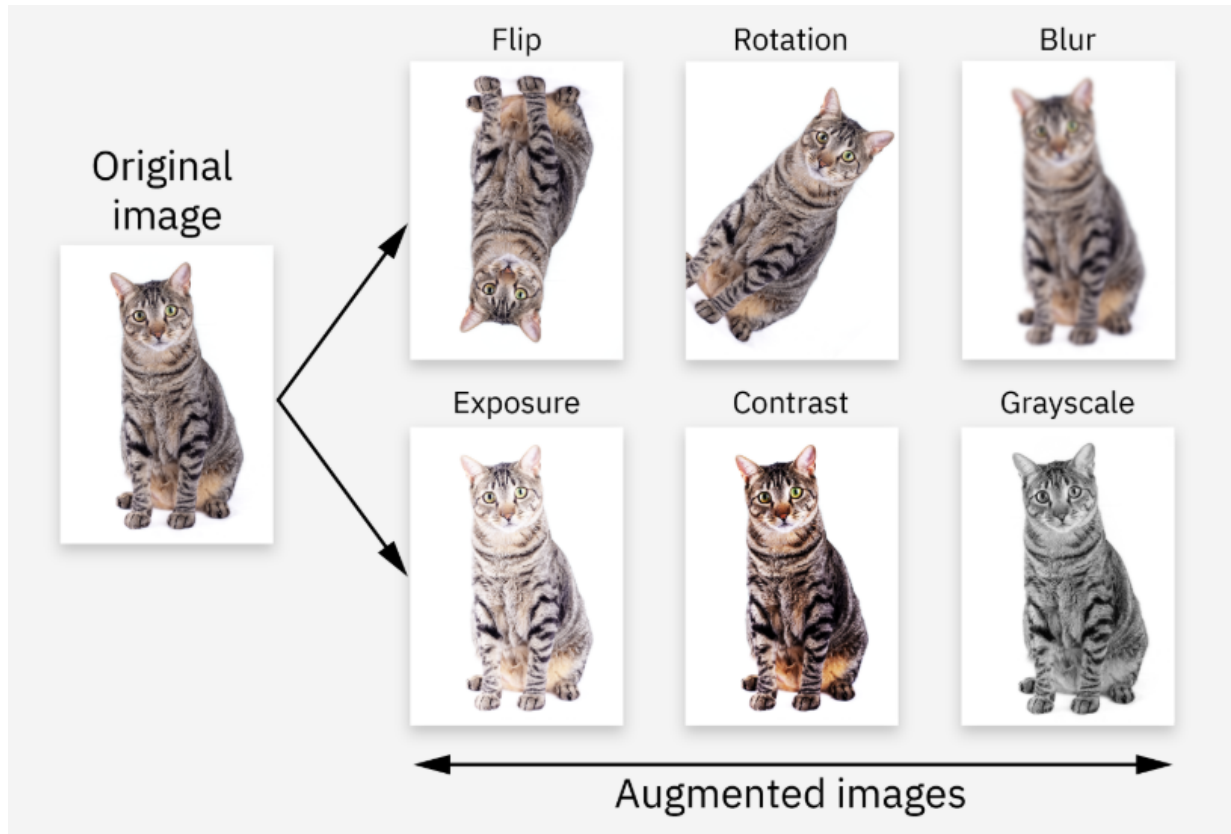 Original
image
Flip
Rotation
Blur
Exposure
Contrast
Grayscale
Augmented images